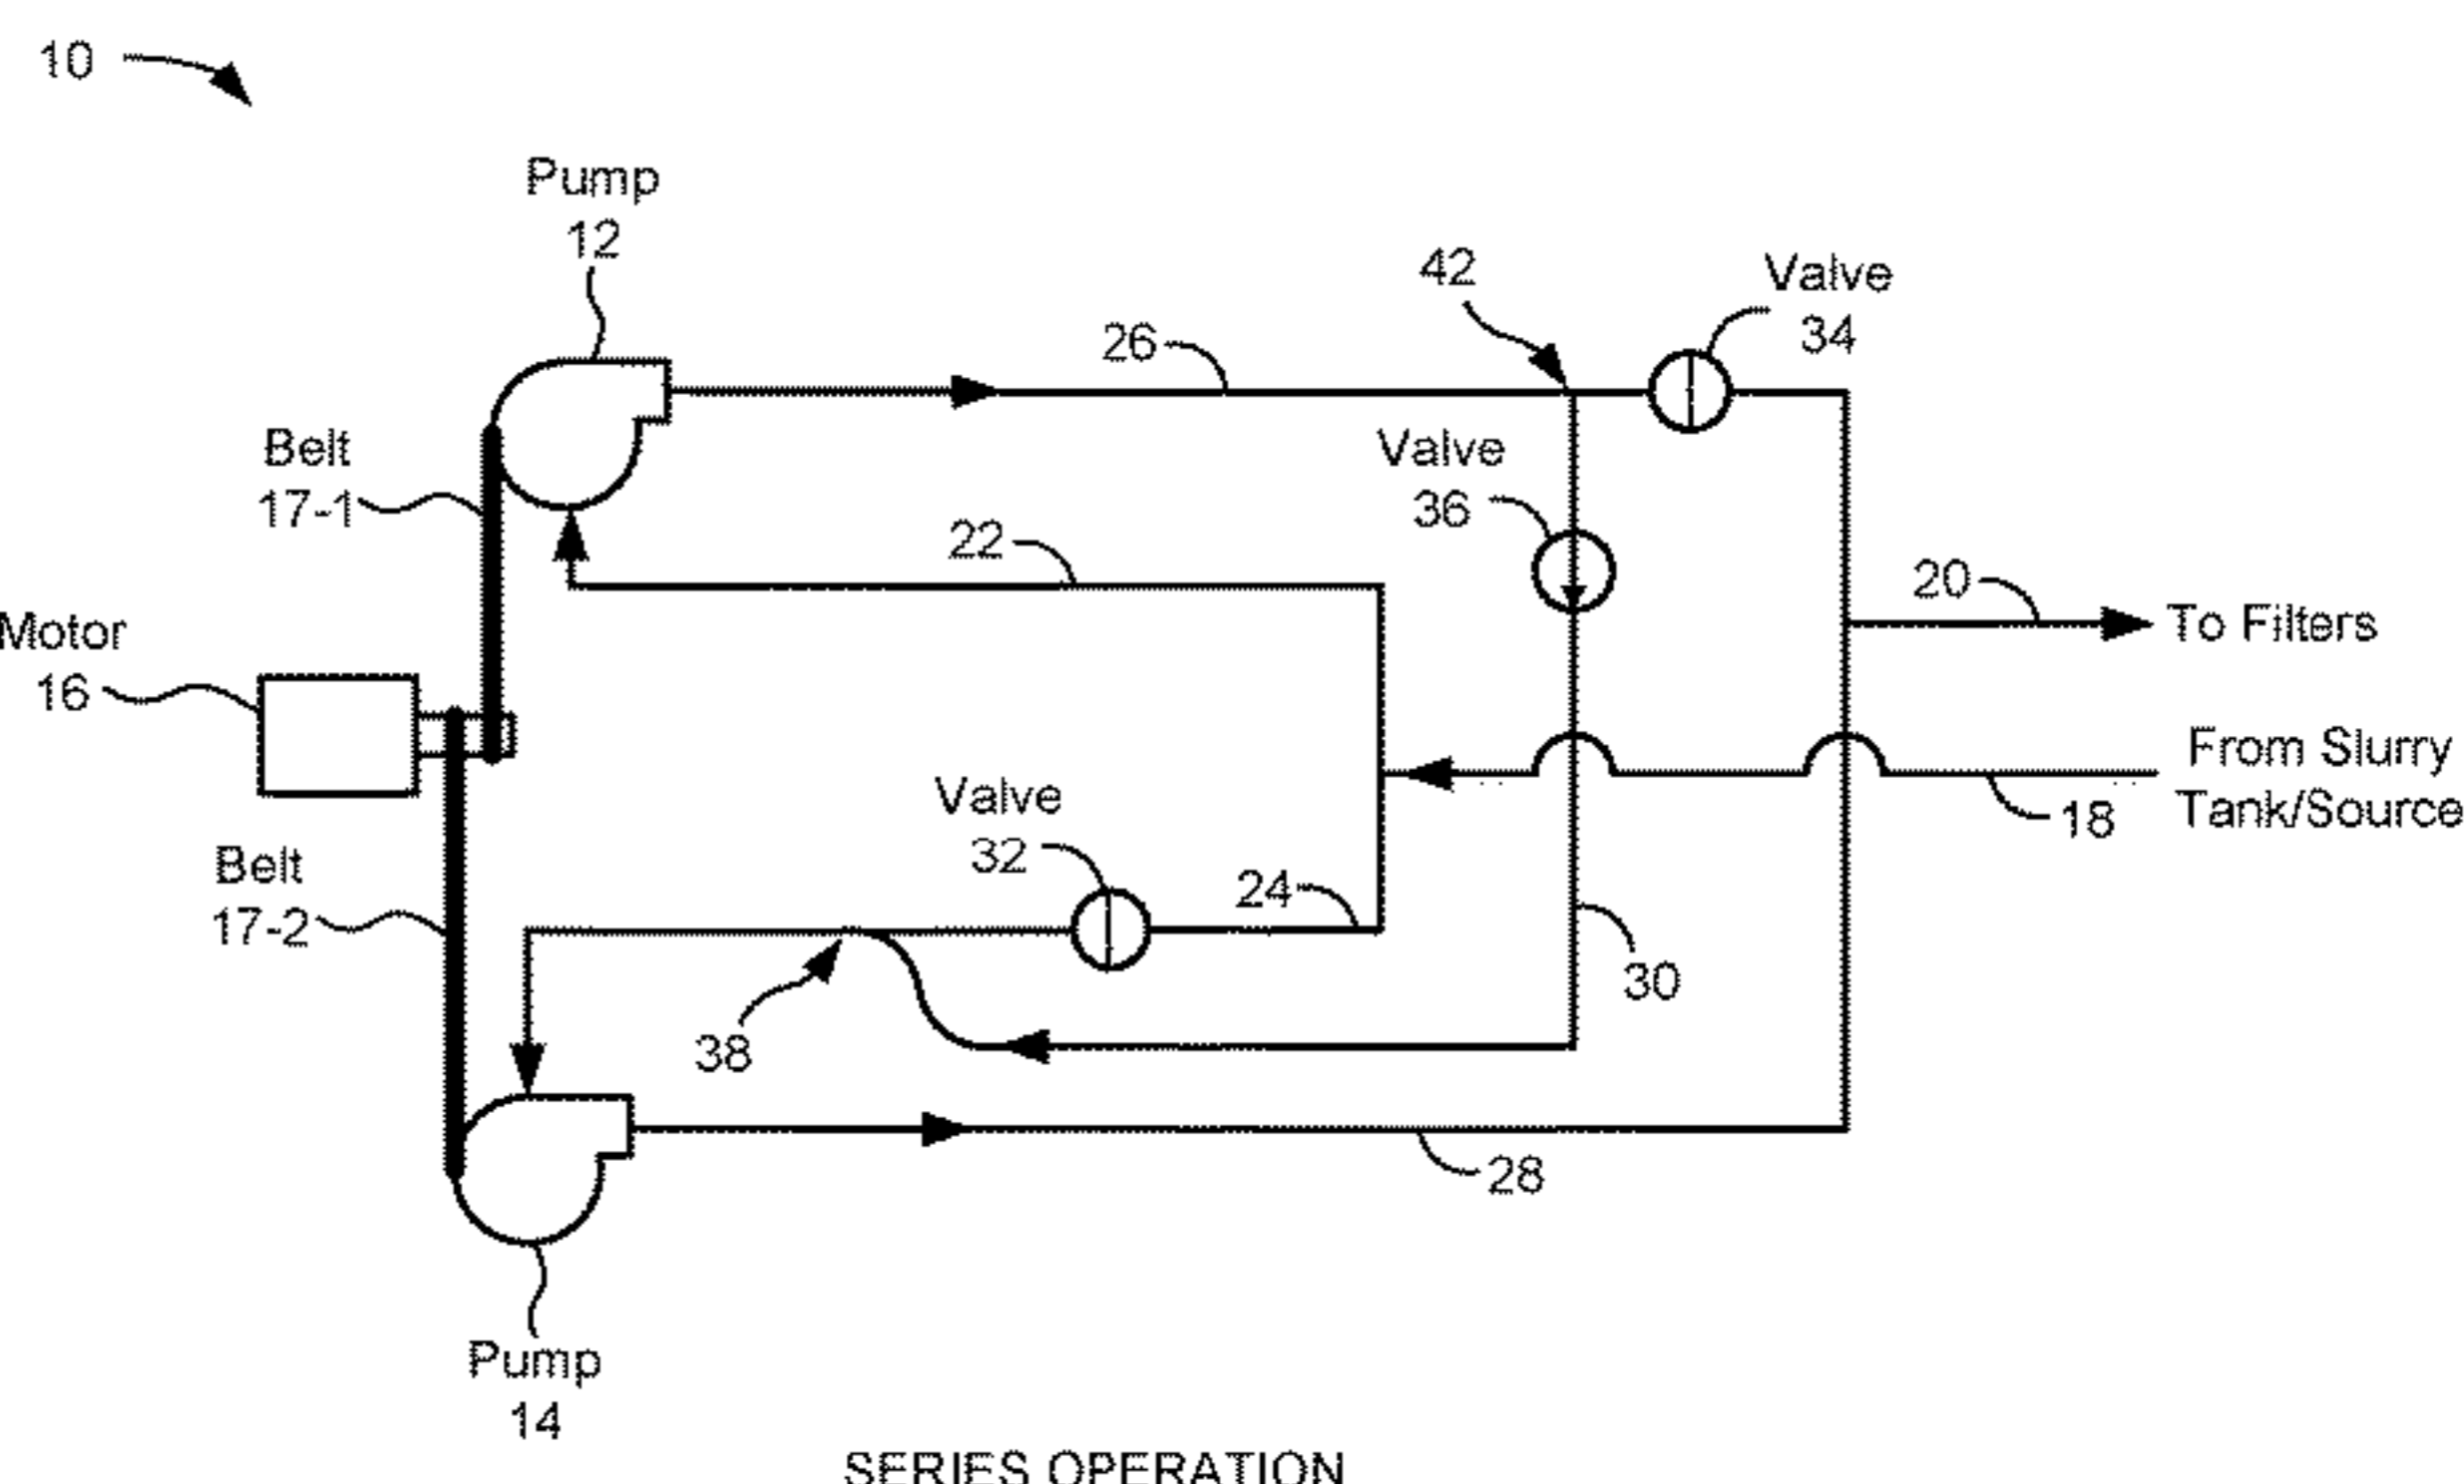 10
Pump
12
42
Valve
34
26
Belt
17-1
Valve
36
22
20
To Filters
Motor
16
From Slurry
Tank/Source
18
Valve
32
24
Belt
17-2
30
38
28
Pump
14
SERIES OPERATION